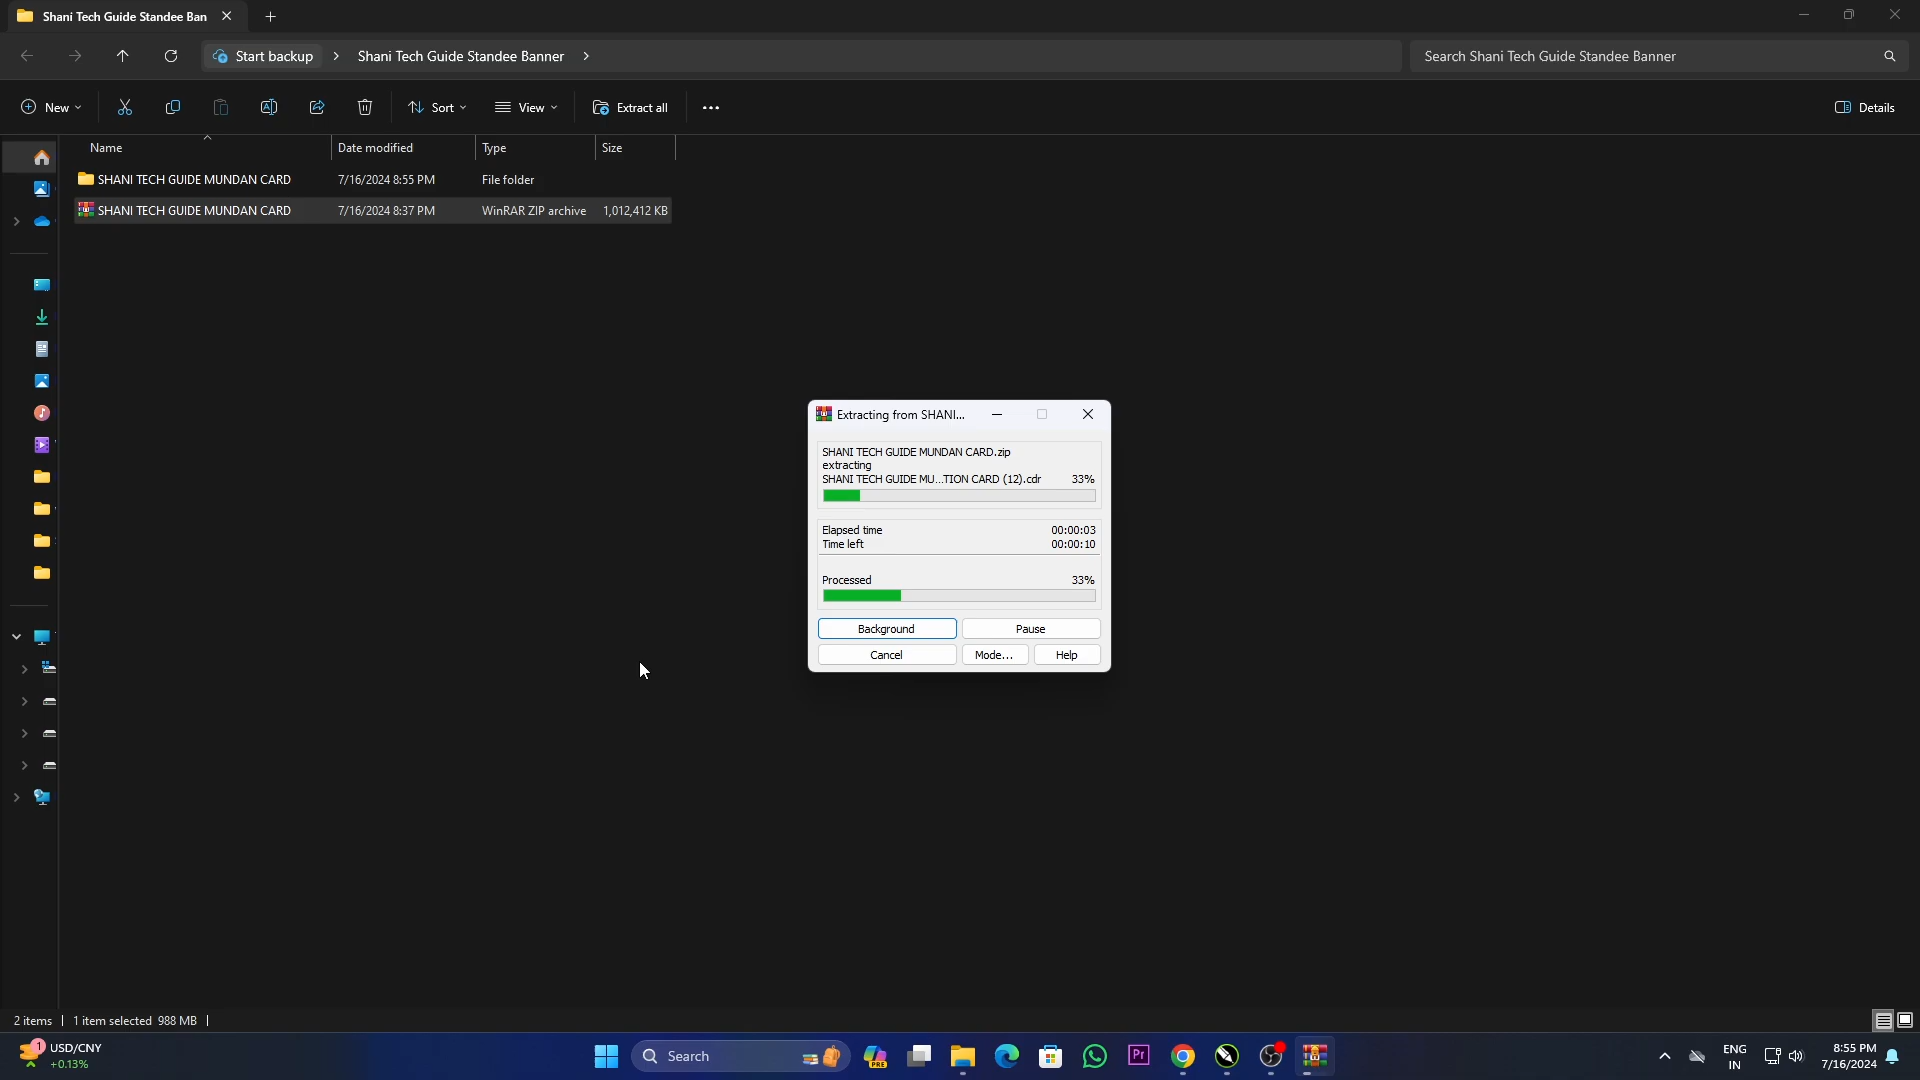 Shani Tech Guide Standee Ban
Start backup
Shani Tech Guide Standee Banner
Search Shani Tech Guide Standee Banner
New
Sort
View
Extract all
Details
Name
Date modified
Type
Size
SHANI TECH GUIDE MUNDAN CARD 7/16/2024 8:55 PM File folder
SHANI TECH GUIDE MUNDAN CARD 7/16/2024 8:37 PM WinRAR ZIP archive 1,012,412 KB
Extracting from SHANI...
SHANI TECH GUIDE MUNDAN CARD.zip
extracting
SHANI TECH GUIDE MU...TION CARD (12).cdr 33%
Elapsed time 00:00:03
Time left 00:00:10
Processed 33%
Background
Pause
Cancel
Mode...
Help
2 items
1 item selected 988 MB
1
USD/CNY
+0.13%
Search
PRE
Pr
ENG
IN
8:55 PM
7/16/2024